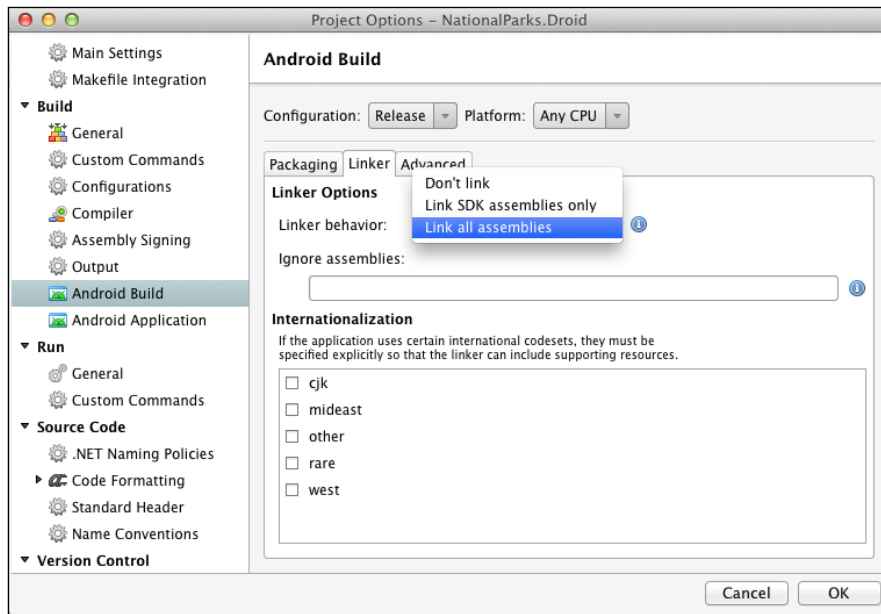 Project Options – NationalParks.Droid
Main Settings
Makefile Integration
Build
General
Custom Commands
Configurations
Compiler
Assembly Signing
Output
Android Build
Android Application
Run
General
Custom Commands
Source Code
.NET Naming Policies
Code Formatting
Standard Header
Name Conventions
Version Control
Android Build
Configuration: Release Platform: Any CPU
Packaging Linker Advanced
Linker Options
Don't link
Link SDK assemblies only
Linker behavior: Link all assemblies
Ignore assemblies:
Internationalization
If the application uses certain international codesets, they must be
specified explicitly so that the linker can include supporting resources.
cjk
mideast
other
rare
west
Cancel OK